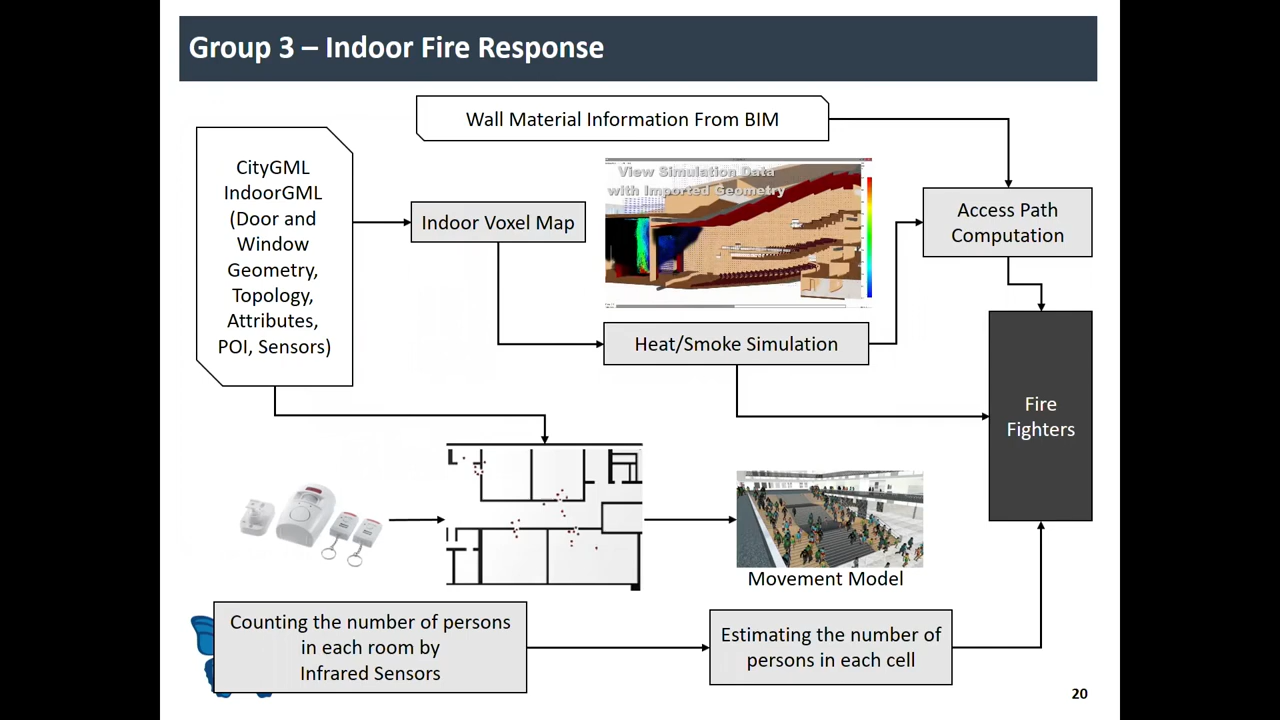 Group 3 – Indoor Fire Response
Wall Material Information From BIM
CityGML
IndoorGML
(Door and
Window
Geometry,
Topology,
Attributes,
POI, Sensors)
Indoor Voxel Map
View Simulation Data
with Imported Geometry
Access Path
Computation
Heat/Smoke Simulation
Fire
Fighters
Movement Model
Counting the number of persons
in each room by
Infrared Sensors
Estimating the number of
persons in each cell
20